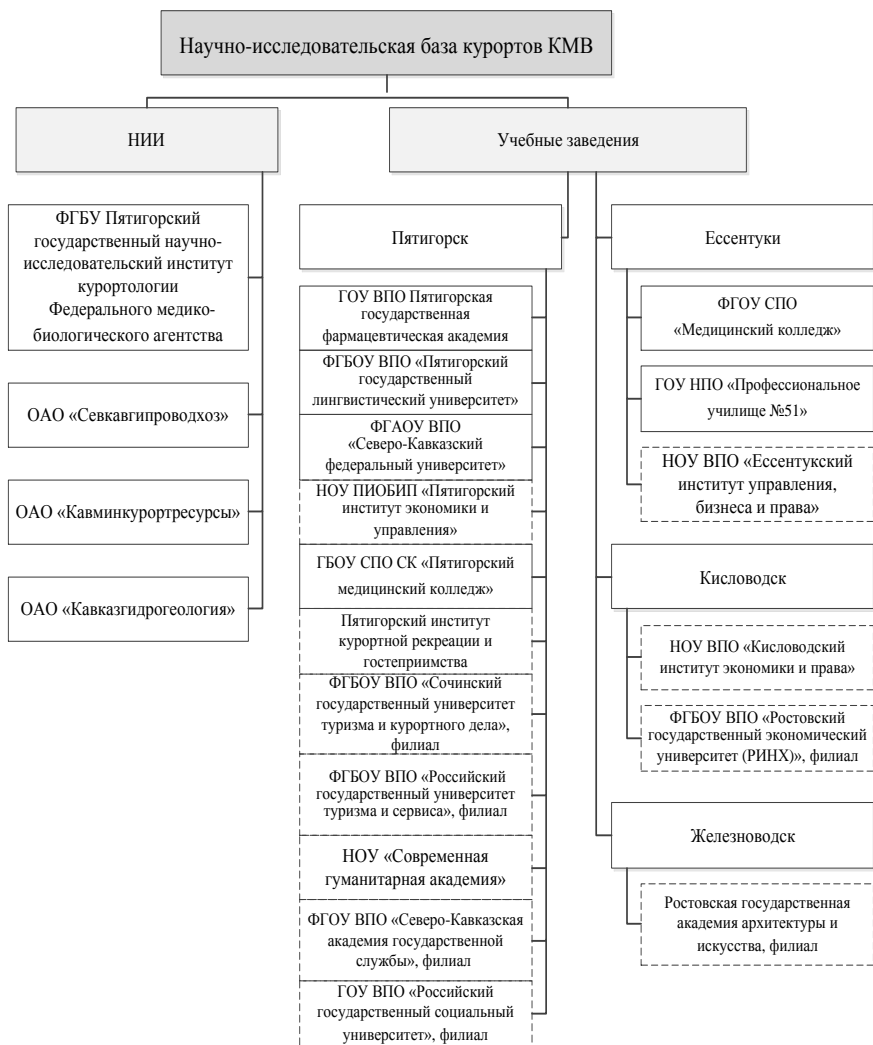 Научно-исследовательская база курортов КМВ
НИИ
ФГБУ Пятигорский
государственный научно-
исследовательский институт
курортологии
Федерального медико-
биологического агентства
ОАО «Севкавгипроводхоз»
ОАО «Кавминкурортресурсы»
ОАО «Кавказгидрогеология»
Учебные заведения
Пятигорск
ГОУ ВПО Пятигорская
государственная
фармацевтическая академия
ФГБОУ ВПО «Пятигорский
государственный
лингвистический университет»
ФГАОУ ВПО
«Северо-Кавказский
федеральный университет»
НОУ ПИОБИП «Пятигорский
институт экономики и
управления»
ГБОУ СПО СК «Пятигорский
медицинский колледж»
Пятигорский институт
курортной рекреации и
гостеприимства
ФГБОУ ВПО «Сочинский
государственный университет
туризма и курортного дела»,
филиал
ФГБОУ ВПО «Российский
государственный университет
туризма и сервиса», филиал
НОУ «Современная
гуманитарная академия»
ФГОУ ВПО «Северо-Кавказская
академия государственной
службы», филиал
ГОУ ВПО «Российский
государственный социальный
университет», филиал
Ессентуки
ФГОУ СПО
«Медицинский колледж»
ГОУ НПО «Профессиональное
училище №51»
НОУ ВПО «Ессентукский
институт управления,
бизнеса и права»
Кисловодск
НОУ ВПО «Кисловодский
институт экономики и права»
ФГБОУ ВПО «Ростовский
государственный экономический
университет (РИНХ)», филиал
Железноводск
Ростовская государственная
академия архитектуры и
искусства, филиал